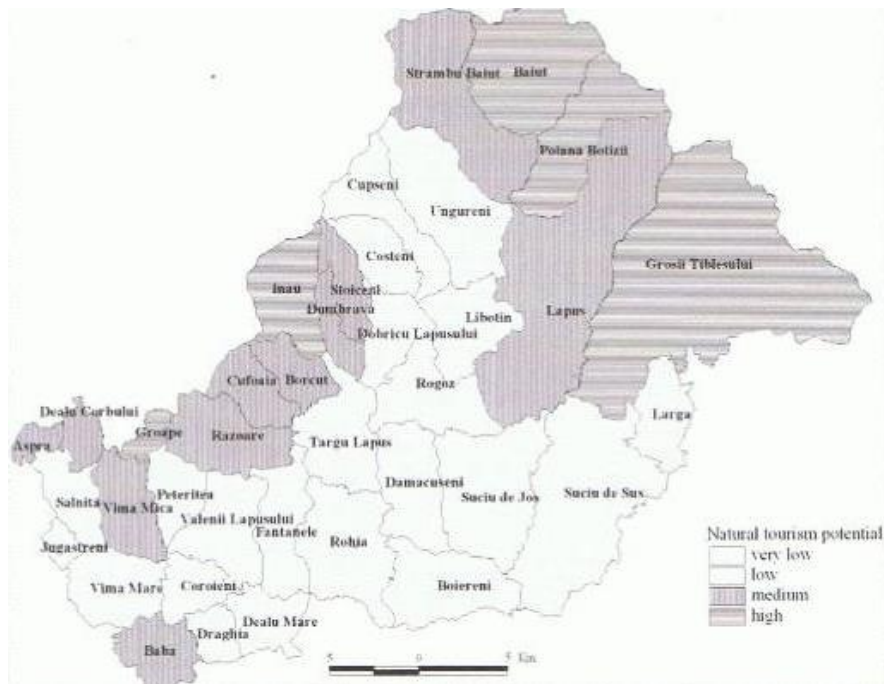 Strambu Baiut
Baiut
Poiana Botizii
Cupseni
Ungureni
Costeni
Grosii Tiblesului
Inau
Stoiceni
Dumbrava
Lapus
Libotin
Dobricu Lapusului
Cufoaia
Borcut
Rogoz
Dealu Corbului
Larga
Groape
Razoare
Aspra
Targu Lapus
Damacuseni
Peteritea
Salnita
Vima Mica
Suciu de Jos
Suciu de Sus
Valenii Lapusului
Fantanele
Rohia
Jugastreni
Vima Mare
Coroieni
Boiereni
Draghia
Dealu Mare
Baba
Natural tourism potential
very low
low
medium
high
5 0 5 Km